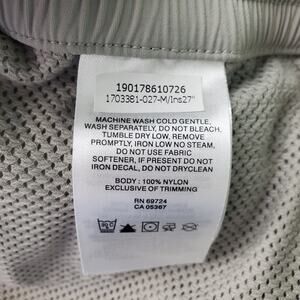 190178610726
1703381-027-M/Ins27"
MACHINE WASH COLD GENTLE,
WASH SEPARATELY, DO NOT BLEACH,
TUMBLE DRY LOW, REMOVE
PROMPTLY, IRON LOW NO STEAM,
DO NOT USE FABRIC
SOFTENER, IF PRESENT DO NOT
IRON DECAL, DO NOT DRYCLEAN
BODY : 100% NYLON
EXCLUSIVE OF TRIMMING
RN 69724
CA 05367